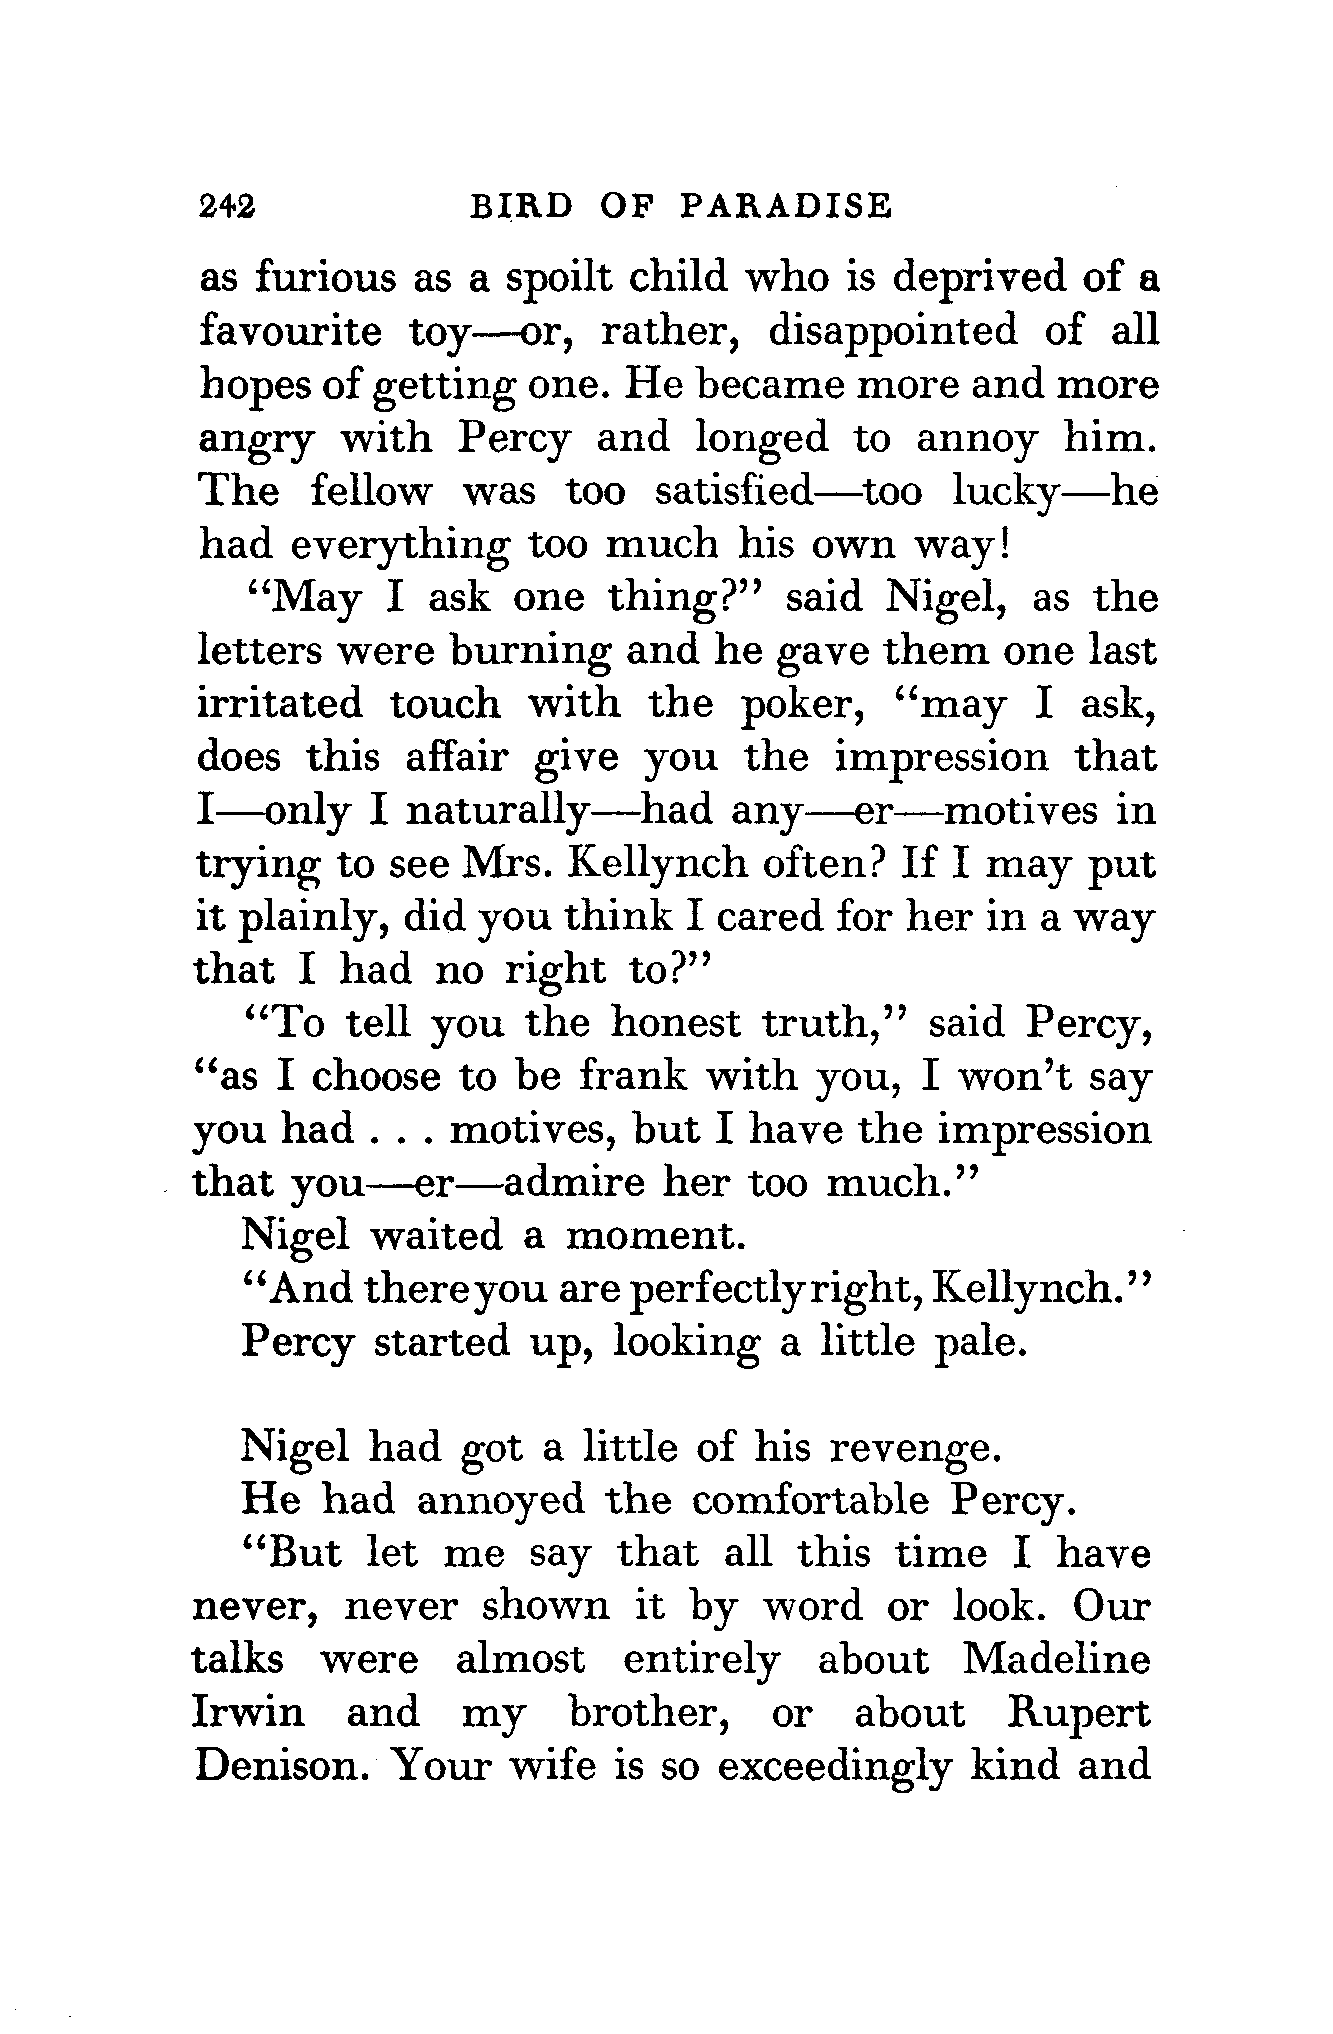 242 BIRD OF PARADISE
as furious as a spoilt child who is deprived of a
favourite toy—or, rather, disappointed of all
hopes of getting one. He became more and more
angry with Percy and longed to annoy him.
The fellow was too satisfied—too lucky—he
had everything too much his own way!
“May I ask one thing?” said Nigel, as the
letters were burning and he gave them one last
irritated touch with the poker, “may I ask,
does this affair give you the impression that
I—only I naturally—had any—er—motives in
trying to see Mrs. Kellynch often? If I may put
it plainly, did you think I cared for her in a way
that I had no right to?”
“To tell you the honest truth,” said Percy,
“as I choose to be frank with you, I won’t say
you had . . . motives, but I have the impression
that you—er—admire her too much.”
Nigel waited a moment.
“And there you are perfectly right, Kellynch.”
Percy started up, looking a little pale.
Nigel had got a little of his revenge.
He had annoyed the comfortable Percy.
“But let me say that all this time I have
never, never shown it by word or look. Our
talks were almost entirely about Madeline
Irwin and my brother, or about Rupert
Denison. Your wife is so exceedingly kind and